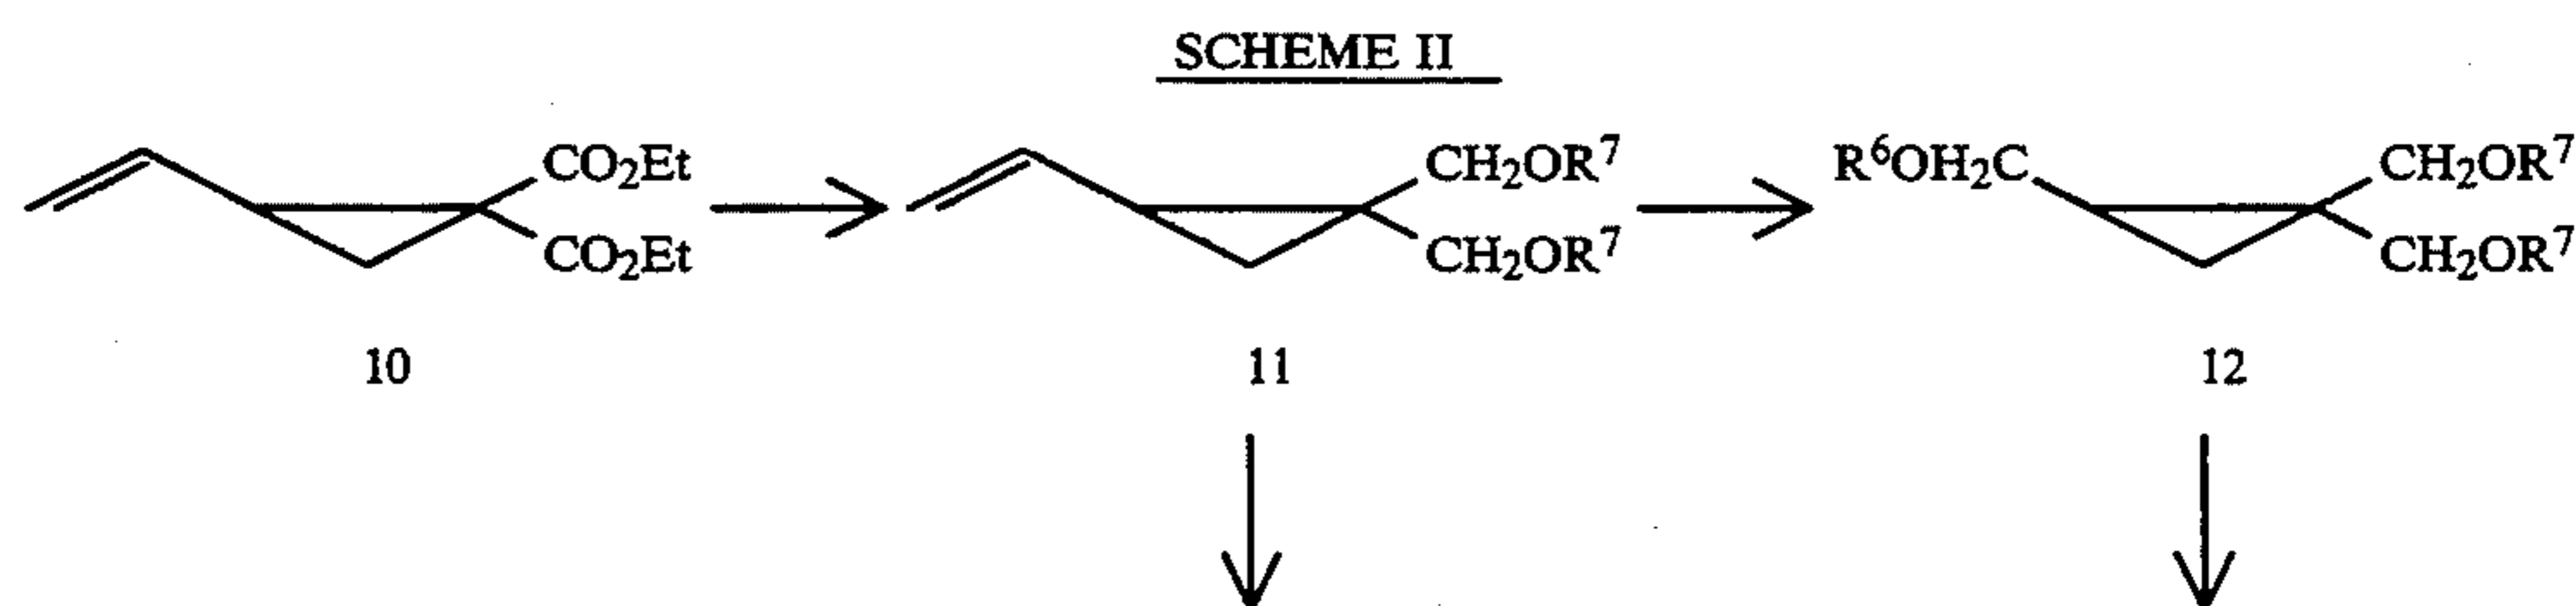 SCHEME II
CO₂Et CH₂OR⁷ R⁶OH₂C CH₂OR⁷
CO₂Et CH₂OR⁷ CH₂OR⁷
10 11 12